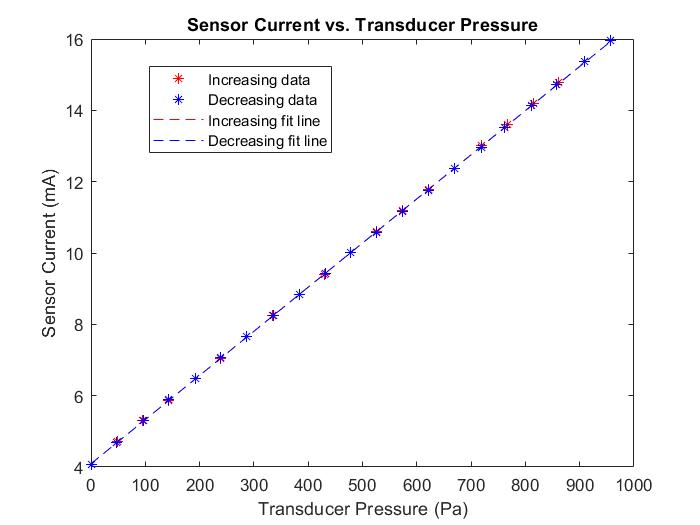 Sensor Current vs. Transducer Pressure
16
14
12
10
8
6
4
Sensor Current (mA)
Increasing data
Decreasing data
Increasing fit line
Decreasing fit line
0 100 200 300 400 500 600 700 800 900 1000
Transducer Pressure (Pa)